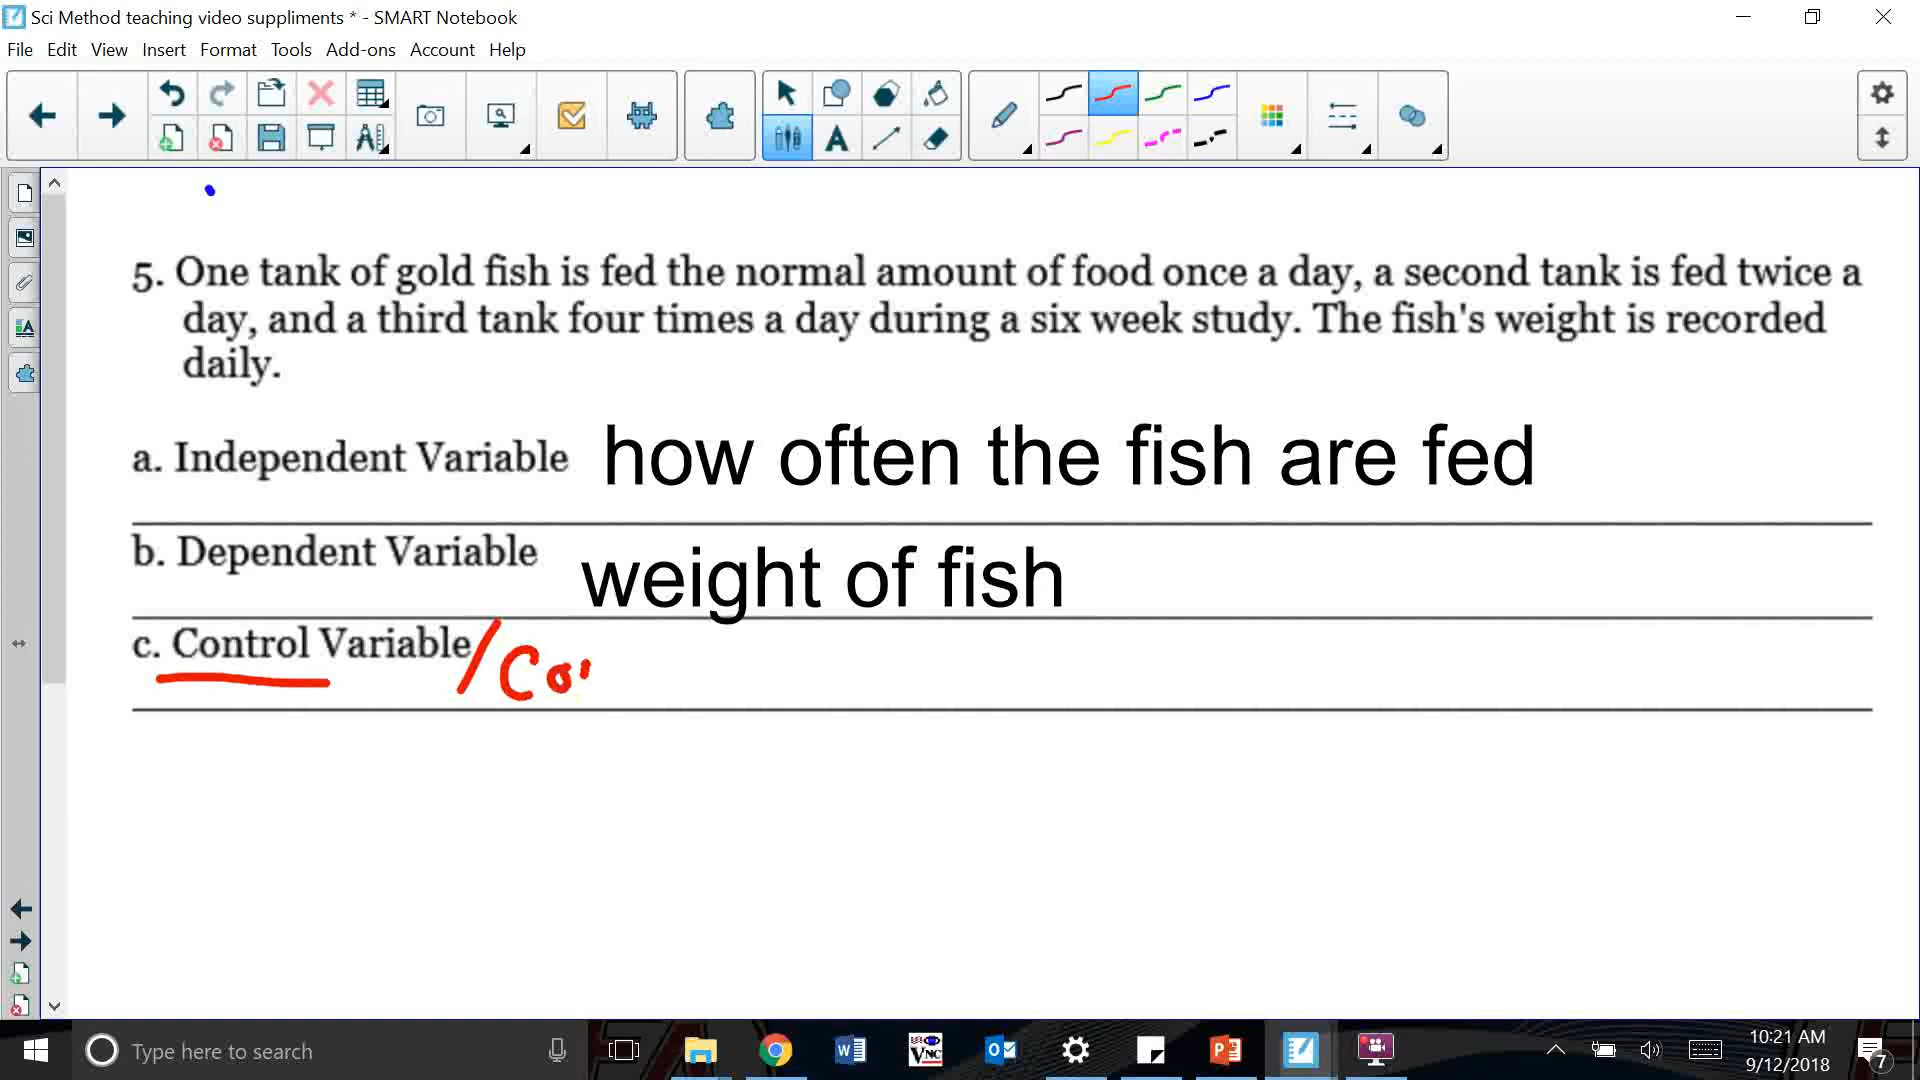 Sci Method teaching video suppliments * - SMART Notebook
File Edit View Insert Format Tools Add-ons Account Help
5. One tank of gold fish is fed the normal amount of food once a day, a second tank is fed twice a
day, and a third tank four times a day during a six week study. The fish's weight is recorded
daily.
a. Independent Variable how often the fish are fed
b. Dependent Variable weight of fish
c. Control Variable/Co
Type here to search
10:21 AM
9/12/2018
7